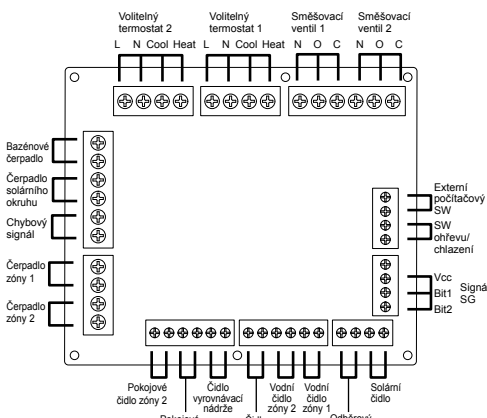 Volitelný
termostat 2
Volitelný
termostat 1
Směšovací
ventil 1
Směšovací
ventil 2
L N Cool Heat
L N Cool Heat
N O C
N O C
Bazénové
čerpadlo
Čerpadlo
solárního
okruhu
Chybový
signál
Čerpadlo
zóny 1
Čerpadlo
zóny 2
Externí
počítačový
SW
SW
ohřevu/
chlazení
Vcc
Bit1
Bit2
Signá
SG
Pokojové
čidlo zóny 2
Čidlo
vyrovnávací
nádrže
Vodní
čidlo
zóny 2
Vodní
čidlo
zóny 1
Solární
čidlo